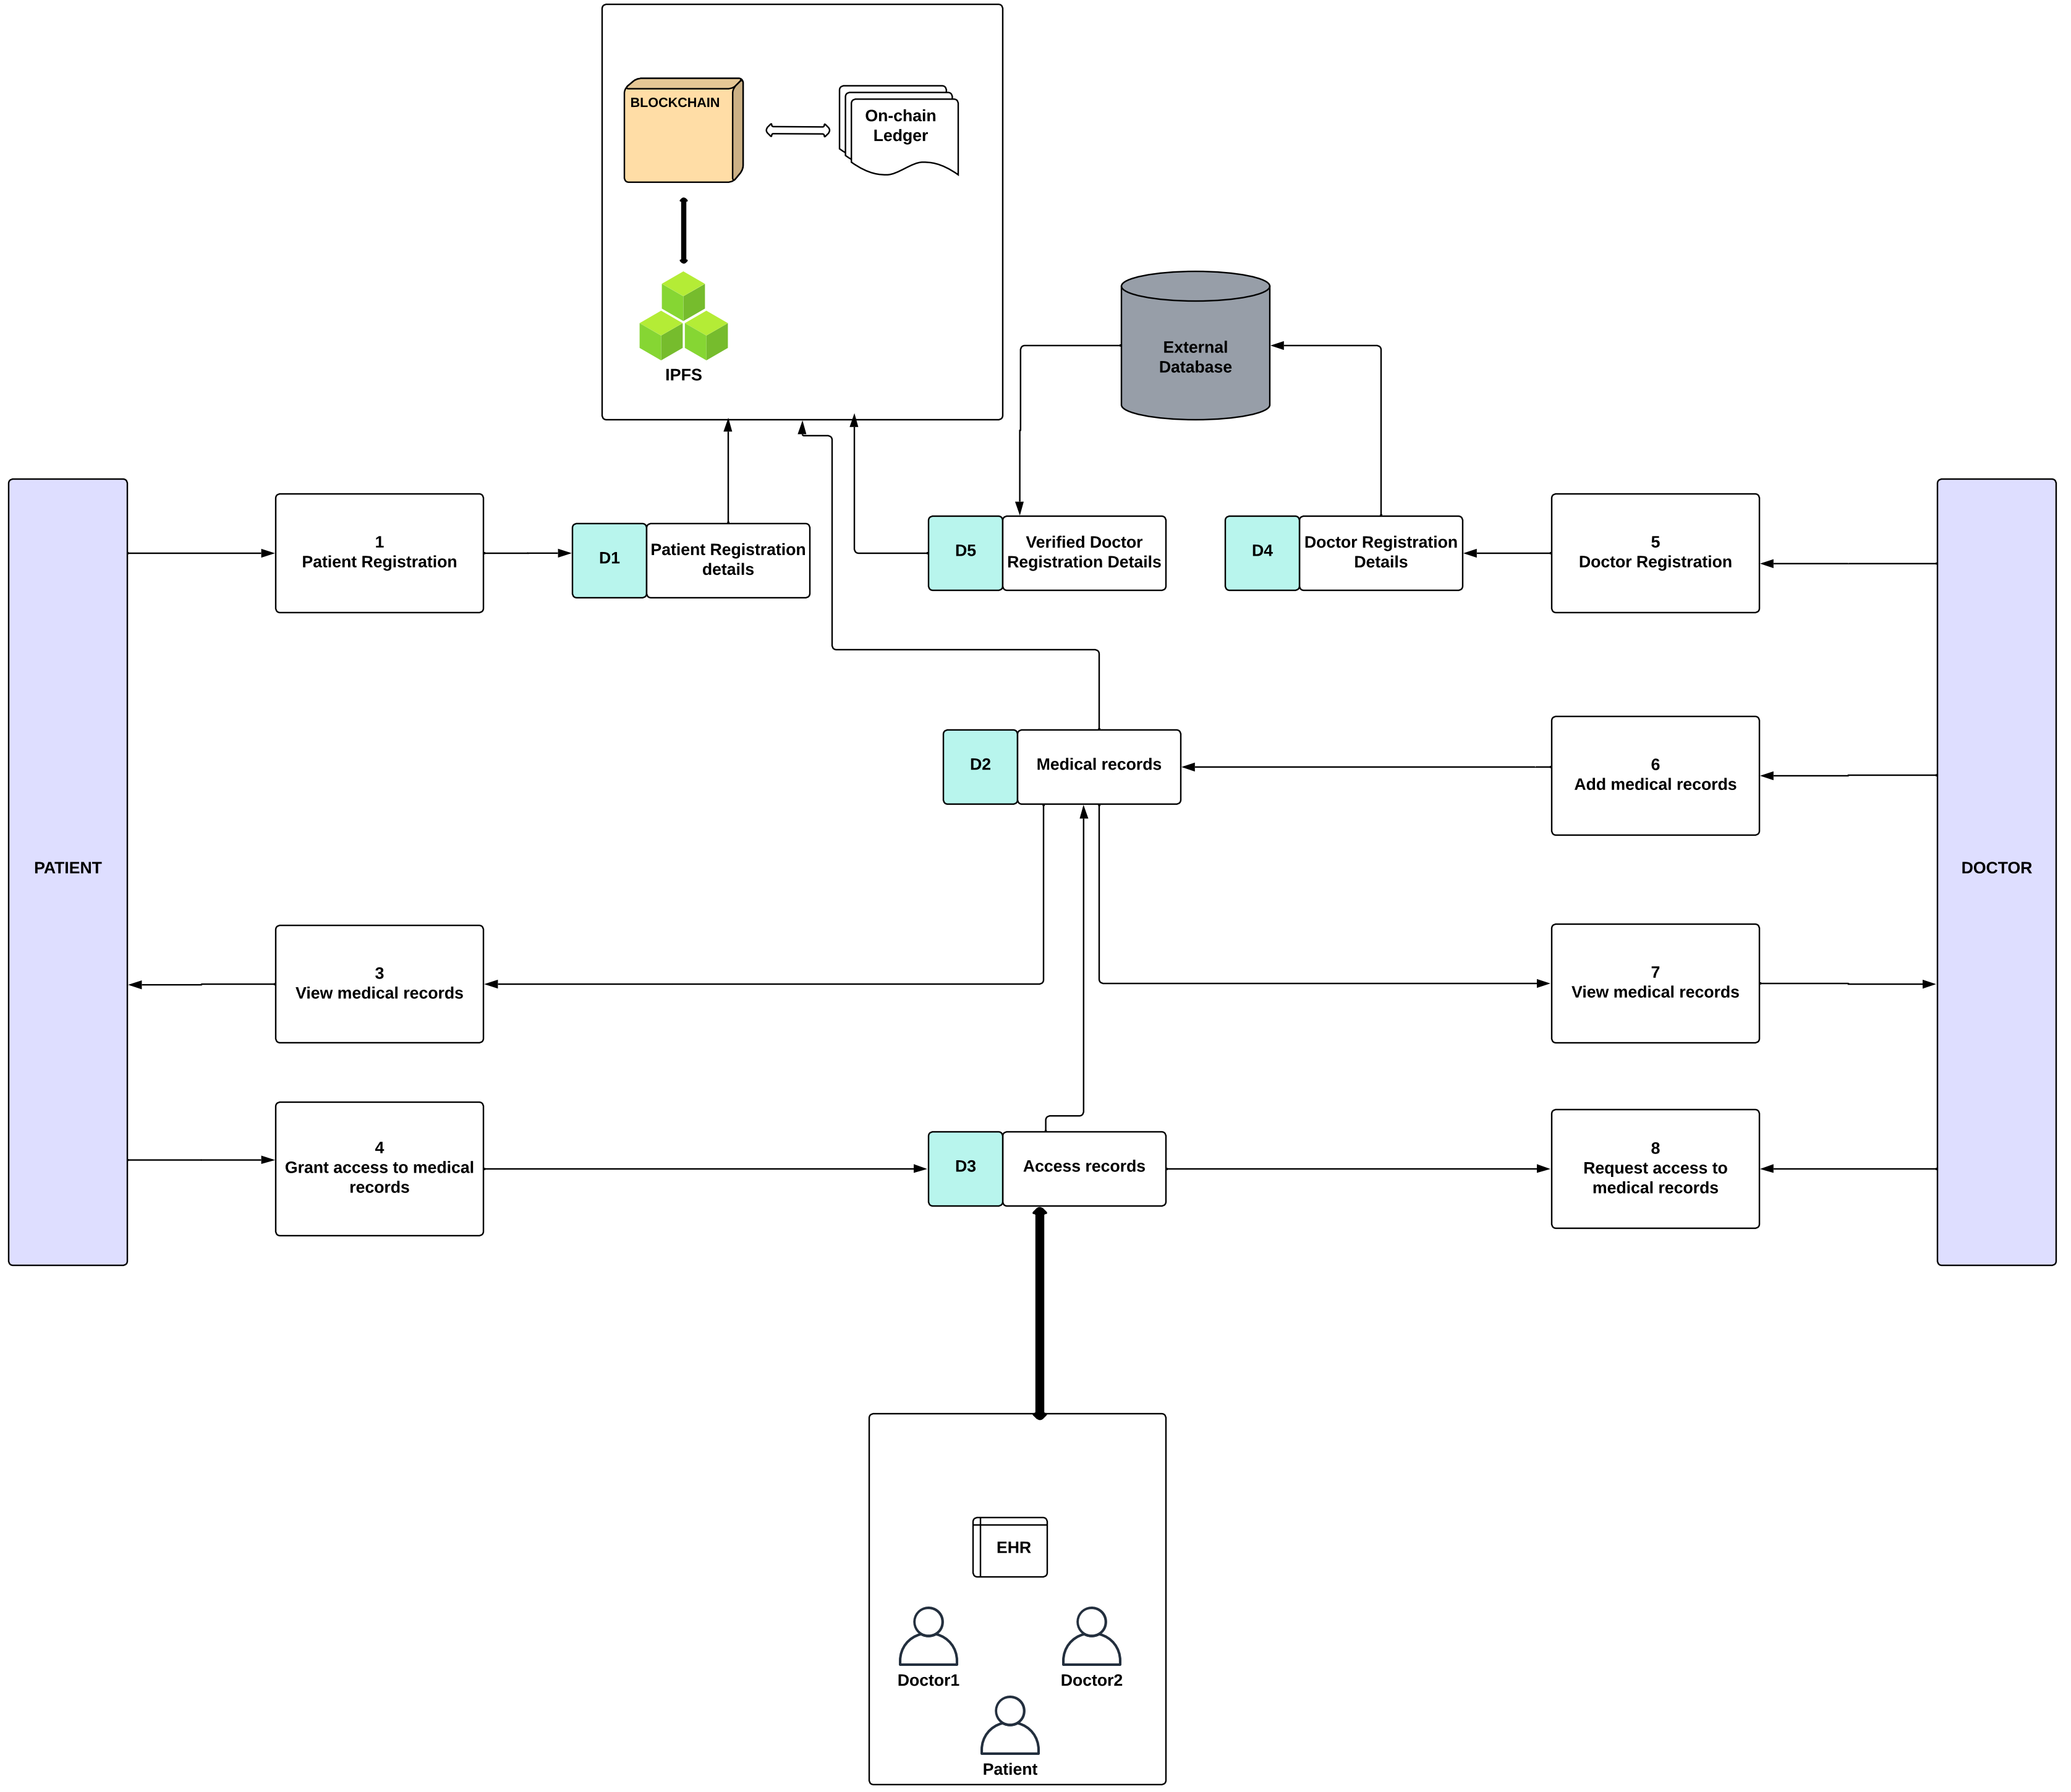 BLOCKCHAIN
On-chain
Ledger
IPFS
External
Database
1
Patient Registration
D1
Patient Registration
details
D5
Verified Doctor
Registration Details
D4
Doctor Registration
Details
5
Doctor Registration
D2
Medical records
6
Add medical records
PATIENT
DOCTOR
3
View medical records
7
View medical records
4
Grant access to medical
records
D3
Access records
8
Request access to
medical records
EHR
Doctor1
Doctor2
Patient